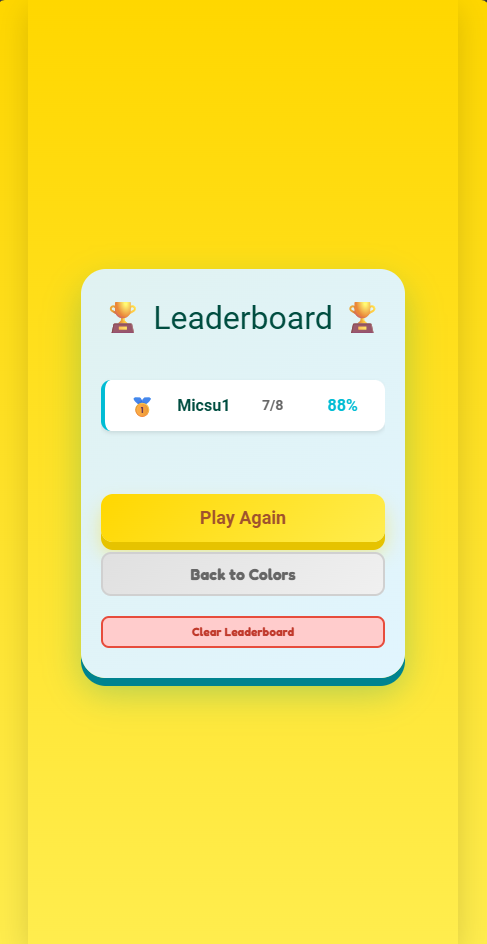 Leaderboard
Micsu1 7/8 88%
Play Again
Back to Colors
Clear Leaderboard